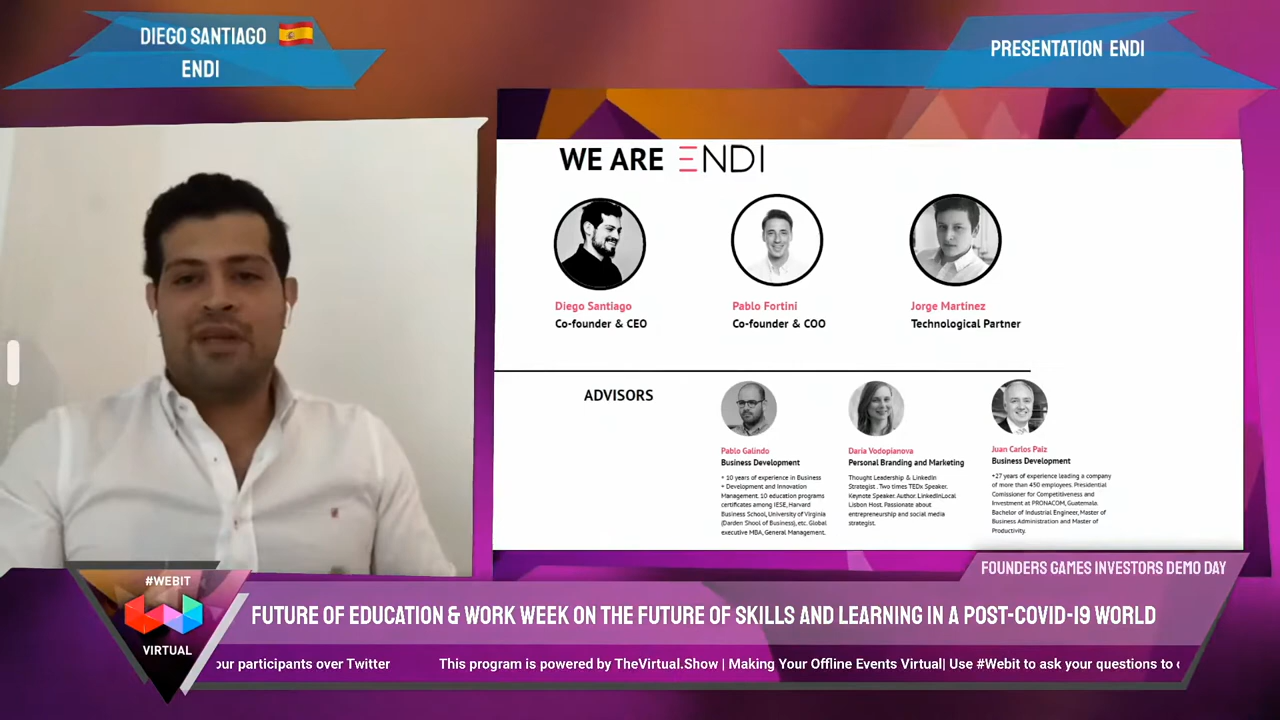 DIEGO SANTIAGO
ENDI
PRESENTATION ENDI
WE ARE ENDI
Diego Santiago
Co-founder & CEO
Pablo Fortini
Co-founder & COO
Jorge Martínez
Technological Partner
ADVISORS
Pablo Galindo
Business Development
+ 10 years of experience in Business
+ Development and Innovation
Management. 10 education programs
certificates among IESE, Harvard
Business School, University of Virginia
(Darden Shool of Business), etc. Global
executive MBA, General Management.
Daria Vodopianova
Personal Branding and Marketing
Thought Leadership & LinkedIn
Strategist . Two times TEDx Speaker.
Keynote Speaker. Author. LinkedInLocal
Lisbon Host. Passionate about
entrepreneurship and social media
strategist.
Juan Carlos Paiz
Business Development
+27 years of experience leading a company
of more than 450 employees. Presidential
Comissioner for Competitiveness and
Investment at PRONACOM, Guatemala.
Bachelor of Industrial Engineer, Master of
Business Administration and Master of
Productivity.
FOUNDERS GAMES INVESTORS DEMO DAY
#WEBIT
VIRTUAL
FUTURE OF EDUCATION & WORK WEEK ON THE FUTURE OF SKILLS AND LEARNING IN A POST-COVID-19 WORLD
our participants over Twitter This program is powered by TheVirtual.Show | Making Your Offline Events Virtual| Use #Webit to ask your questions to